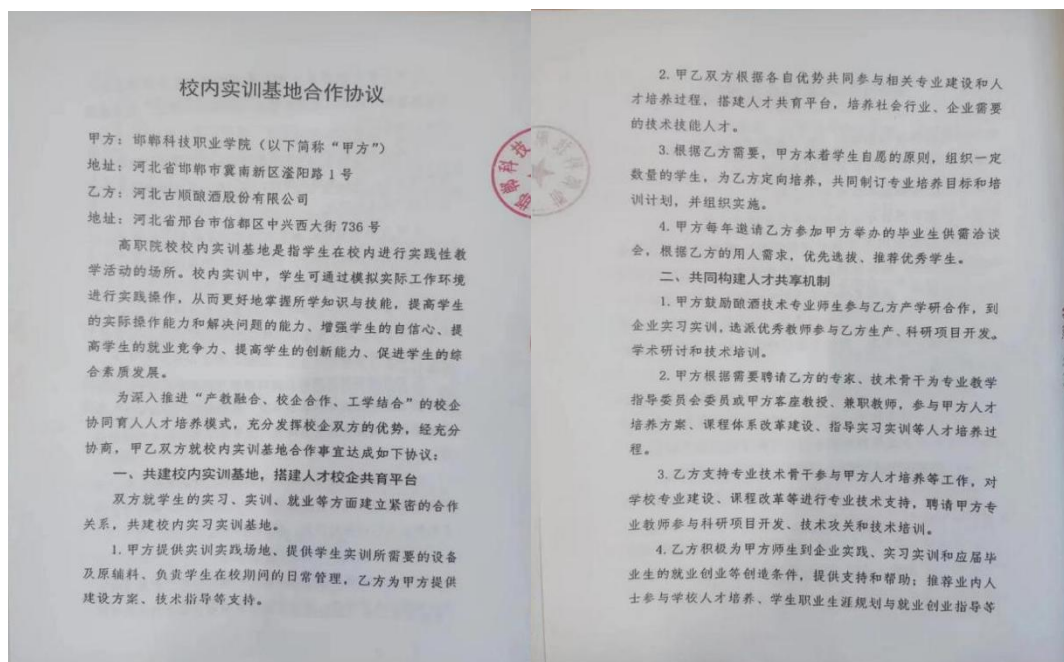 校内实训基地合作协议
甲方：邯郸科技职业学院（以下简称“甲方”）
地址：河北省邯郸市冀南新区滏阳路1号
乙方：河北古顺酿酒股份有限公司
地址：河北省邢台市信都区中兴西大街736号
高职院校校内实训基地是指学生在校内进行实践性教
学活动的场所。校内实训中，学生可通过模拟实际工作环境
进行实践操作，从而更好地掌握所学知识与技能，提高学生
的实际操作能力和解决问题的能力、增强学生的自信心、提
高学生的就业竞争力、提高学生的创新能力、促进学生的综
合素质发展。
为深入推进“产教融合、校企合作、工学结合”的校企
协同育人人才培养模式，充分发挥校企双方的优势，经充分
协商，甲乙双方就校内实训基地合作事宜达成如下协议：
一、共建校内实训基地，搭建人才校企共育平台
双方就学生的实习、实训、就业等方面建立紧密的合作
关系，共建校内实习实训基地。
1.甲方提供实训实践场地、提供学生实训所需要的设备
及原辅料、负责学生在校期间的日常管理，乙方为甲方提供
建设方案、技术指导等支持。
2.甲乙双方根据各自优势共同参与相关专业建设和人
才培养过程，搭建人才共育平台，培养社会行业、企业需要
的技术技能人才。
3.根据乙方需要，甲方本着学生自愿的原则，组织一定
数量的学生，为乙方定向培养，共同制订专业培养目标和培
训计划，并组织实施。
4.甲方每年邀请乙方参加甲方举办的毕业生供需洽谈
会，根据乙方的用人需求，优先选拔、推荐优秀学生。
二、共同构建人才共享机制
1.甲方鼓励酿酒技术专业师生参与乙方产学研合作，到
企业实习实训，选派优秀教师参与乙方生产、科研项目开发、
学术研讨和技术培训。
2.甲方根据需要聘请乙方的专家、技术骨干为专业教学
指导委员会委员或甲方客座教授、兼职教师，参与甲方人才
培养方案、课程体系改革建设、指导实习实训等人才培养过
程。
3.乙方支持专业技术骨干参与甲方人才培养等工作，对
学校专业建设、课程改革等进行专业技术支持，聘请甲方专
业教师参与科研项目开发、技术攻关和技术培训。
4.乙方积极为甲方师生到企业实践、实习实训和应届毕
业生的就业创业等创造条件，提供支持和帮助；推荐业内人
士参与学校人才培养、学生职业生涯规划与就业创业指导等
邯郸科技